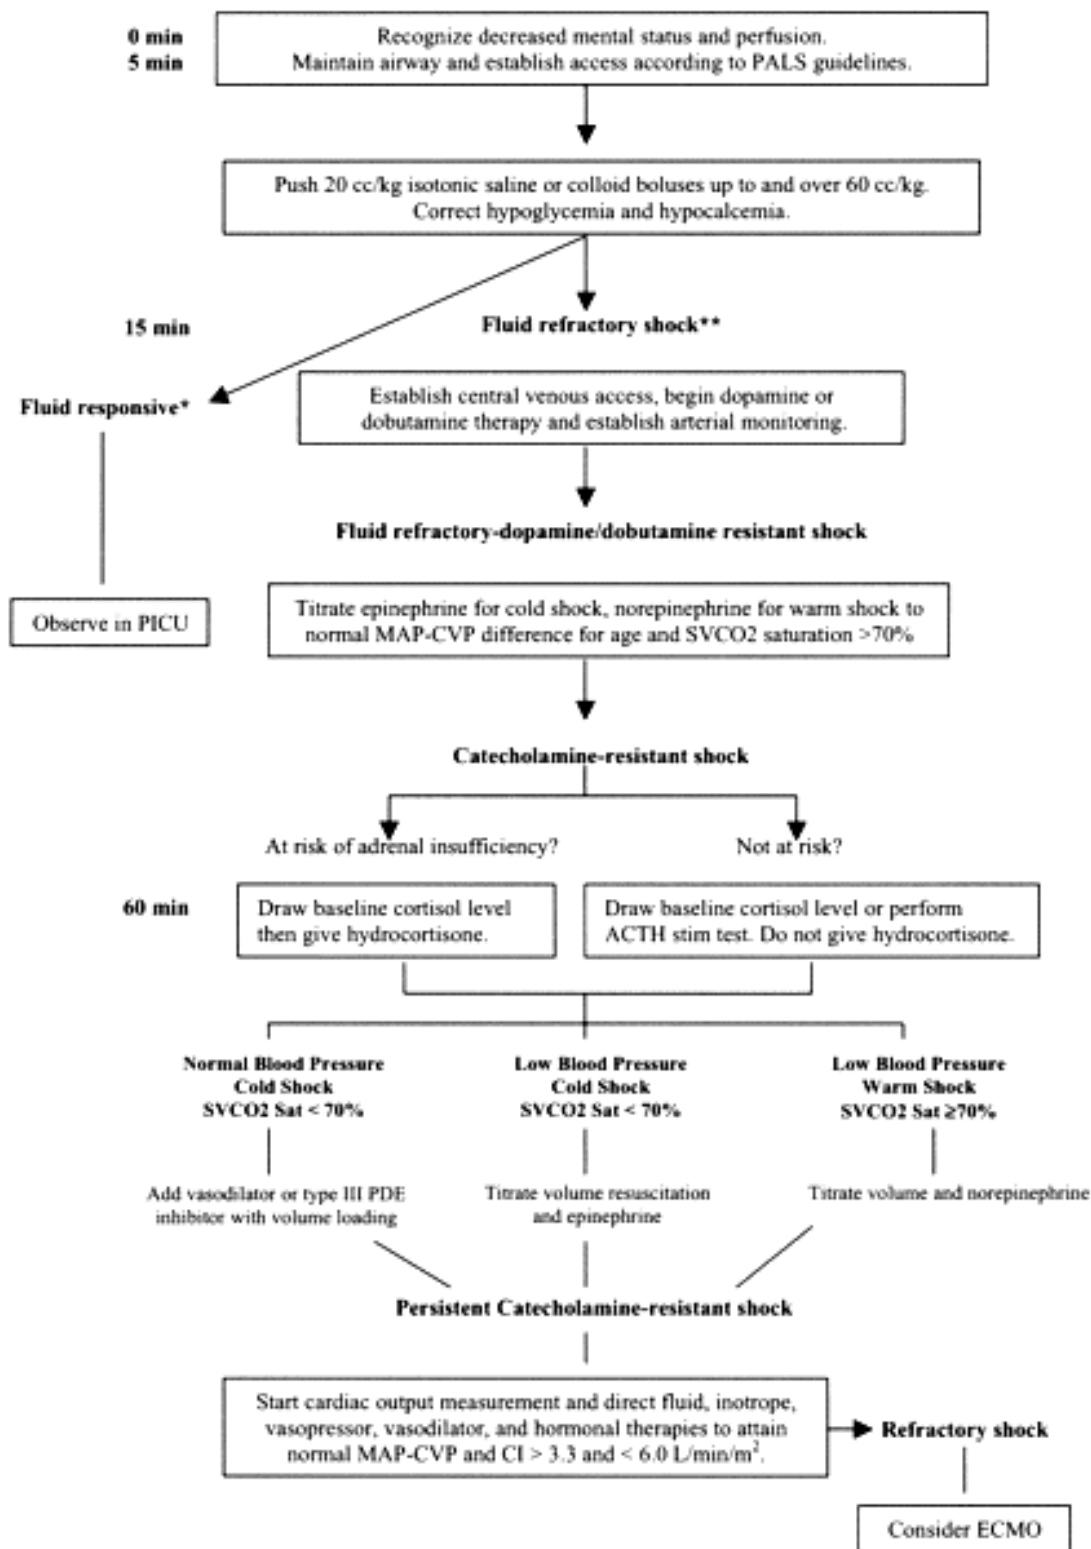 0 min
5 min
Recognize decreased mental status and perfusion.
Maintain airway and establish access according to PALS guidelines.
Push 20 cc/kg isotonic saline or colloid boluses up to and over 60 cc/kg.
Correct hypoglycemia and hypocalcemia.
15 min
Fluid refractory shock**
Fluid responsive*
Establish central venous access, begin dopamine or
dobutamine therapy and establish arterial monitoring.
Fluid refractory-dopamine/dobutamine resistant shock
Observe in PICU
Titrate epinephrine for cold shock, norepinephrine for warm shock to
normal MAP-CVP difference for age and SVCO2 saturation >70%
Catecholamine-resistant shock
At risk of adrenal insufficiency?
Not at risk?
60 min
Draw baseline cortisol level
then give hydrocortisone.
Draw baseline cortisol level or perform
ACTH stim test. Do not give hydrocortisone.
Normal Blood Pressure
Cold Shock
SVCO2 Sat < 70%
Low Blood Pressure
Cold Shock
SVCO2 Sat < 70%
Low Blood Pressure
Warm Shock
SVCO2 Sat ≥70%
Add vasodilator or type III PDE
inhibitor with volume loading
Titrate volume resuscitation
and epinephrine
Titrate volume and norepinephrine
Persistent Catecholamine-resistant shock
Start cardiac output measurement and direct fluid, inotrope,
vasopressor, vasodilator, and hormonal therapies to attain
normal MAP-CVP and CI > 3.3 and < 6.0 L/min/m².
Refractory shock
Consider ECMO